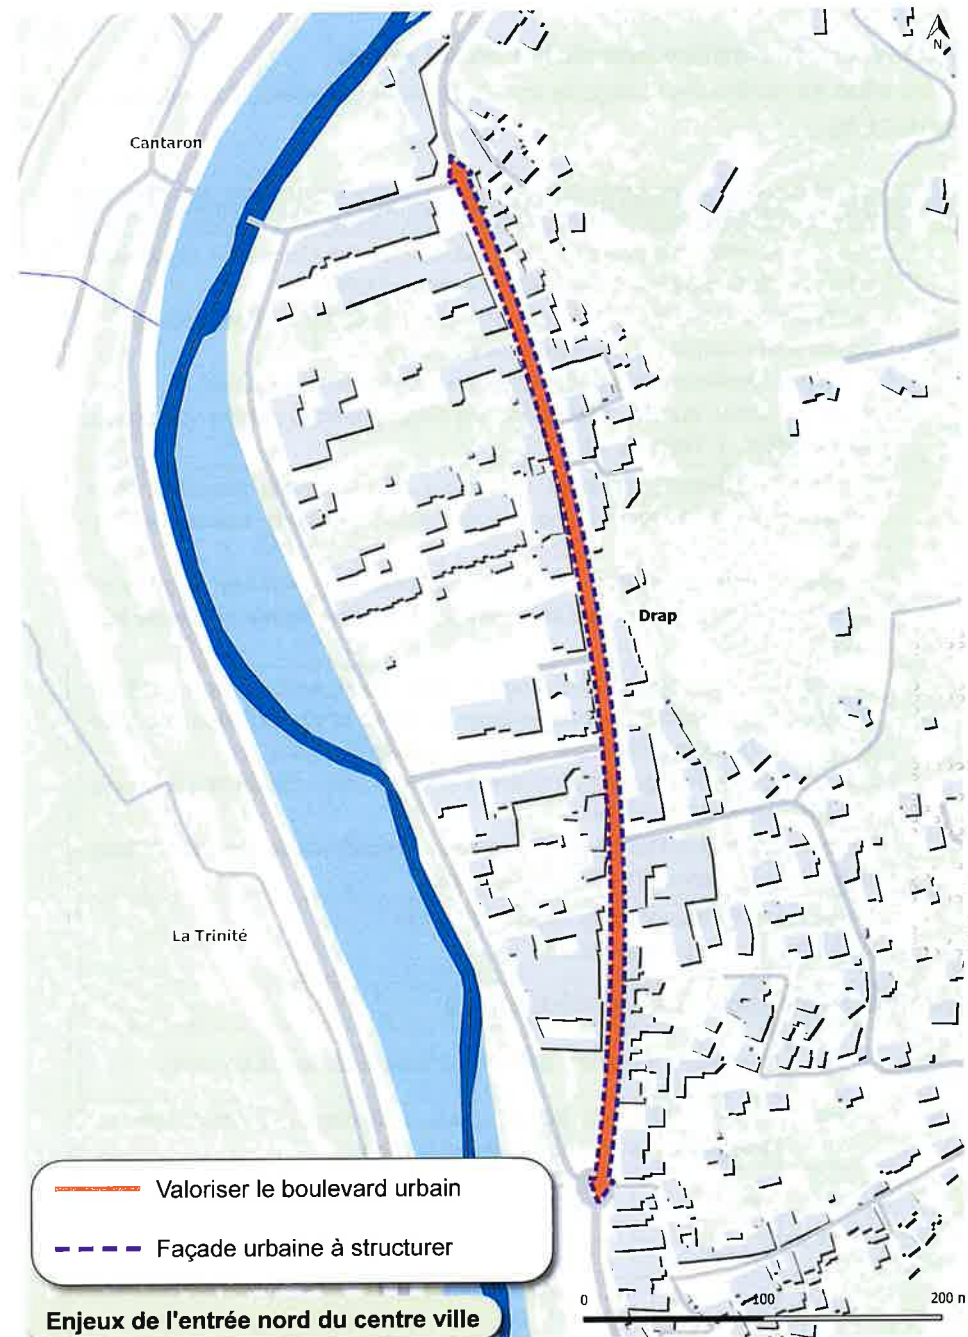 N
Cantaron
Drap
La Trinité
Valoriser le boulevard urbain
Façade urbaine à structurer
Enjeux de l'entrée nord du centre ville
0 100 200 m